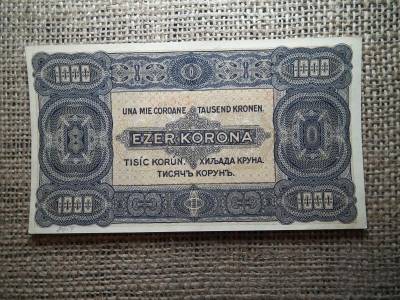 1000 1000
UNA MIE COROANE TAUSEND KRONEN.
EZER KORONA
TISÍC KORUN. ХИЉАДА КРУНА.
ТИСЯЧЪ КОРУНЪ.
1000 1000